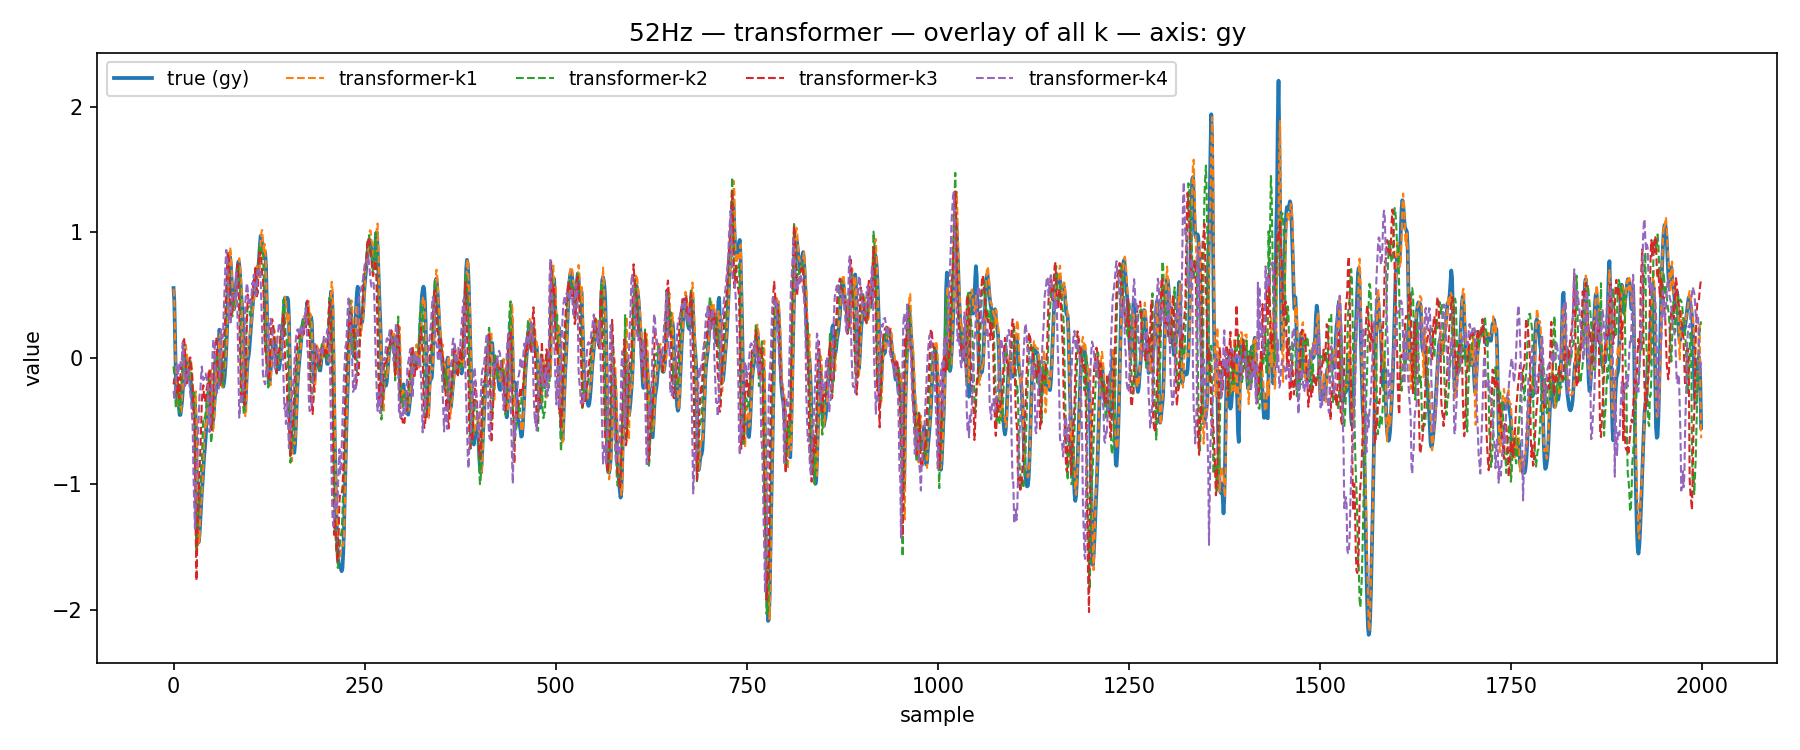 52Hz — transformer — overlay of all k — axis: gy
true (gy) transformer-k1 transformer-k2 transformer-k3 transformer-k4
2
1
0
−1
−2
value
0 250 500 750 1000 1250 1500 1750 2000
sample